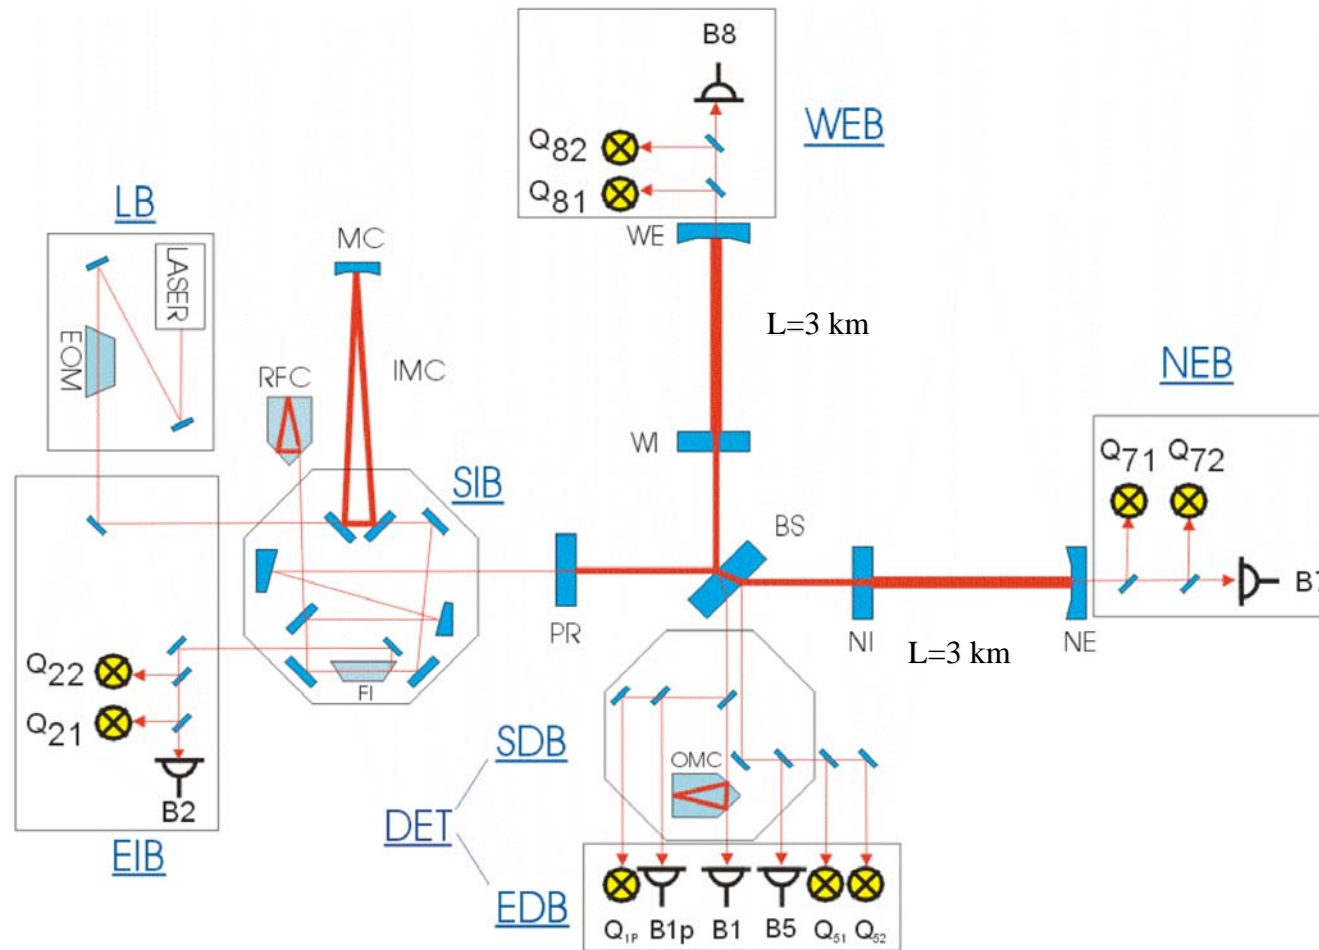 B8
WEB
Q82
Q81
LB
MC
WE
LASER
EOM
L=3 km
RFC
IMC
NEB
WI
Q71
Q72
SIB
BS
B7
PR
NI
NE
L=3 km
Q22
FI
Q21
SDB
OMC
B2
DET
EIB
EDB
Q1P
B1p
B1
B5
Q51
Q52